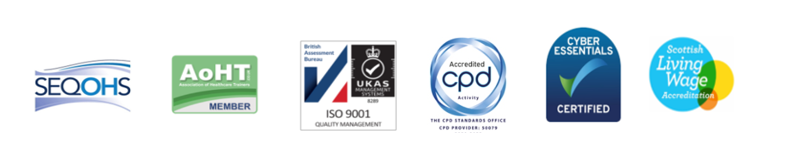 SEQOHS
AoHT
Association of Healthcare Trainers
MEMBER
British
Assessment
Bureau
UKAS
MANAGEMENT
SYSTEMS
8289
ISO 9001
QUALITY MANAGEMENT
Accredited
cpd
Activity
THE CPD STANDARDS OFFICE
CPD PROVIDER: 50079
CYBER
ESSENTIALS
CERTIFIED
Scottish
Living
Wage
Accreditation